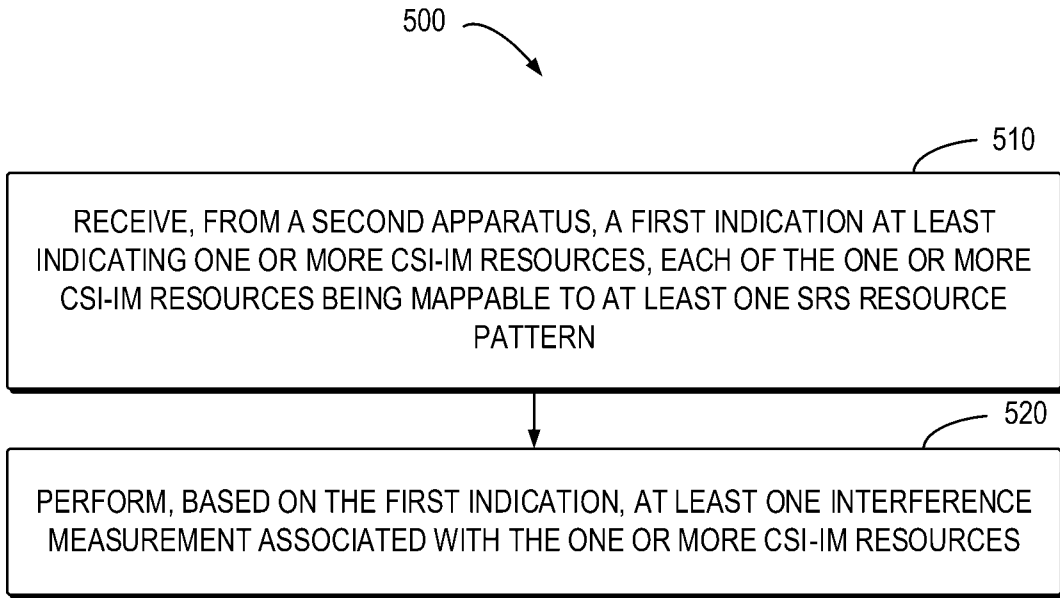 500
510
RECEIVE, FROM A SECOND APPARATUS, A FIRST INDICATION AT LEAST
INDICATING ONE OR MORE CSI-IM RESOURCES, EACH OF THE ONE OR MORE
CSI-IM RESOURCES BEING MAPPABLE TO AT LEAST ONE SRS RESOURCE
PATTERN
520
PERFORM, BASED ON THE FIRST INDICATION, AT LEAST ONE INTERFERENCE
MEASUREMENT ASSOCIATED WITH THE ONE OR MORE CSI-IM RESOURCES